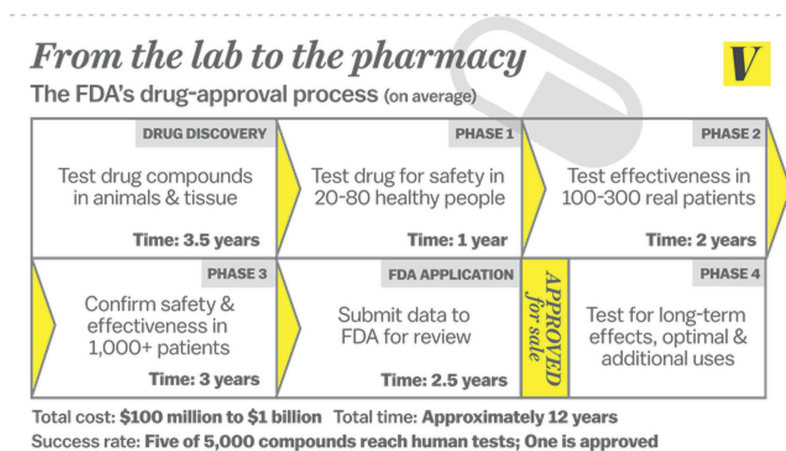 From the lab to the pharmacy
V
The FDA's drug-approval process (on average)
DRUG DISCOVERY
Test drug compounds
in animals & tissue
Time: 3.5 years
PHASE 1
Test drug for safety in
20-80 healthy people
Time: 1 year
PHASE 2
Test effectiveness in
100-300 real patients
Time: 2 years
PHASE 3
Confirm safety &
effectiveness in
1,000+ patients
Time: 3 years
FDA APPLICATION
Submit data to
FDA for review
Time: 2.5 years
APPROVED
for sale
PHASE 4
Test for long-term
effects, optimal &
additional uses
Total cost: $100 million to $1 billion Total time: Approximately 12 years
Success rate: Five of 5,000 compounds reach human tests; One is approved